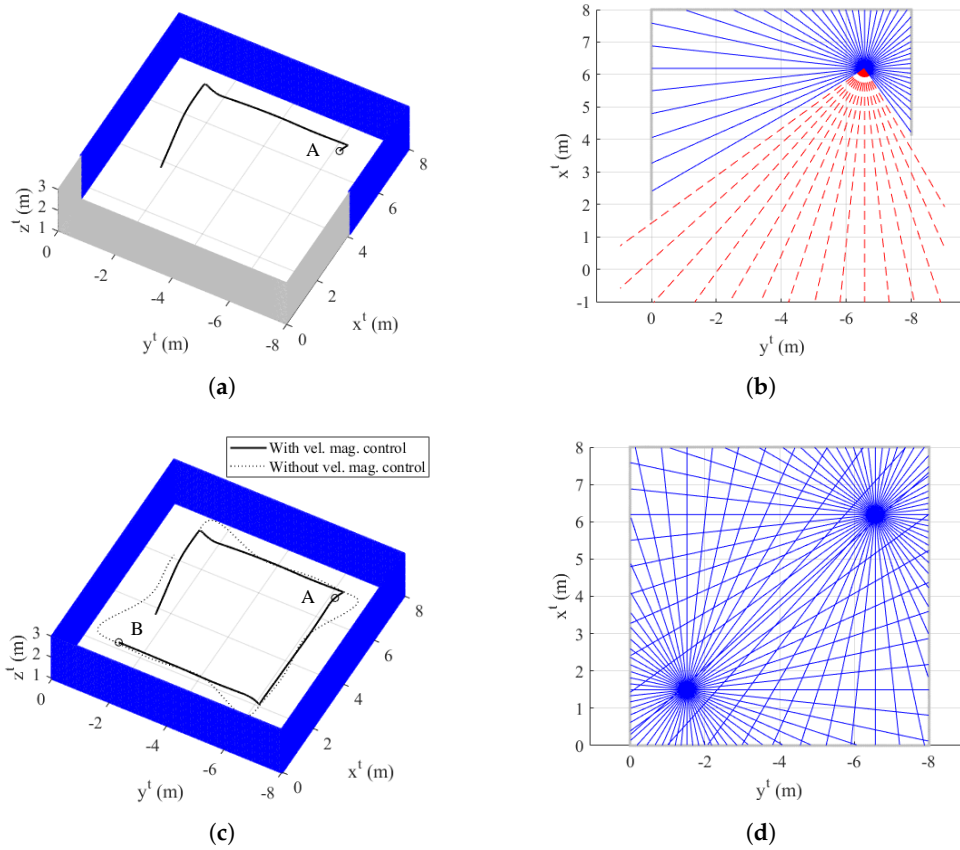 8
6
4
2
0
A
3
2
1
z^t (m)
0
-2
-4
-6
-8
y^t (m)
x^t (m)
(a)
8
7
6
5
4
3
2
1
0
-1
x^t (m)
0
-2
-4
-6
-8
y^t (m)
(b)
With vel. mag. control
Without vel. mag. control
8
6
4
2
0
A
B
3
2
1
z^t (m)
0
-2
-4
-6
-8
y^t (m)
x^t (m)
(c)
8
7
6
5
4
3
2
1
0
x^t (m)
0
-2
-4
-6
-8
y^t (m)
(d)